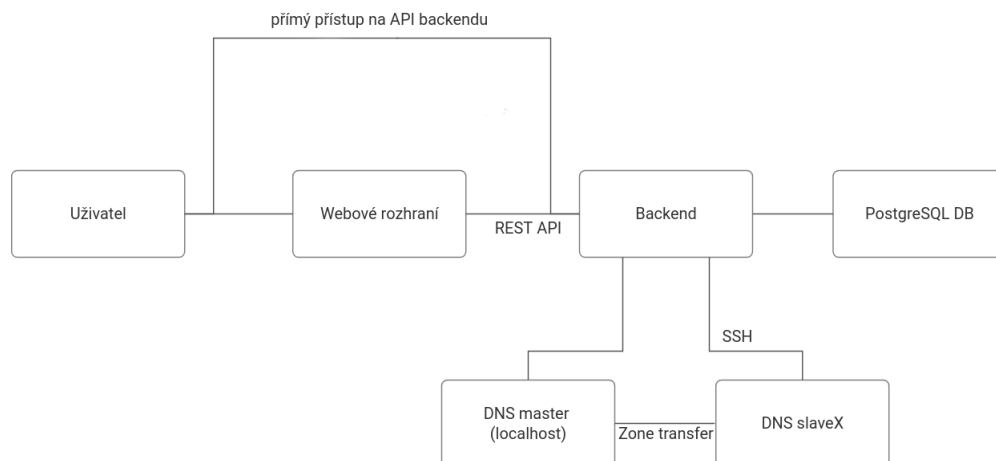 přímý přístup na API backendu
Uživatel
Webové rozhraní
REST API
Backend
PostgreSQL DB
SSH
DNS master
(localhost)
Zone transfer
DNS slaveX